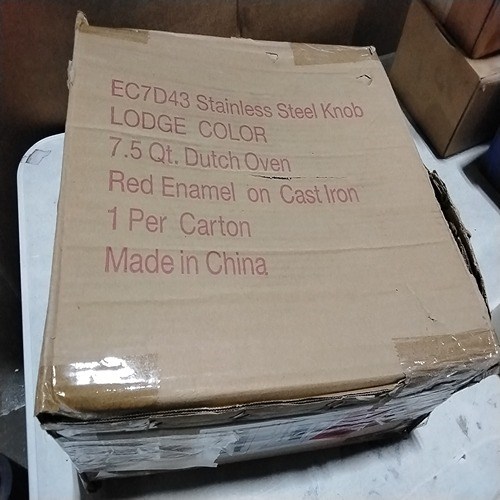 EC7D43 Stainless Steel Knob
LODGE COLOR
7.5 Qt. Dutch Oven
Red Enamel on Cast Iron
1 Per Carton
Made in China